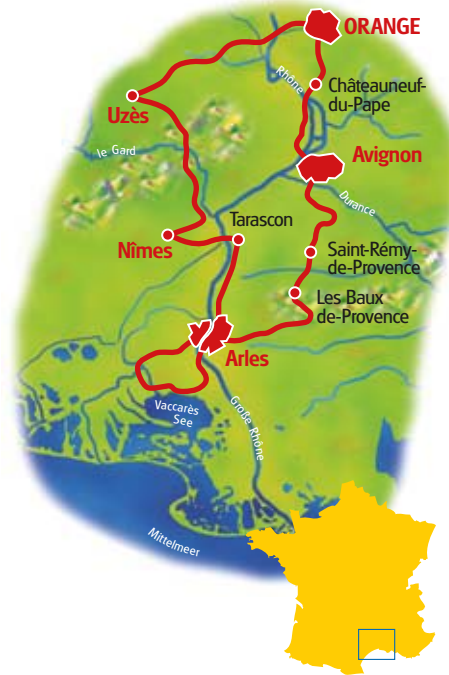 ORANGE
Rhône
Châteauneuf-
du-Pape
Uzès
le Gard
Avignon
Durance
Tarascon
Nîmes
Saint-Rémy-
de-Provence
Les Baux
de-Provence
Arles
Vaccarès
See
Große Rhône
Mittelmeer